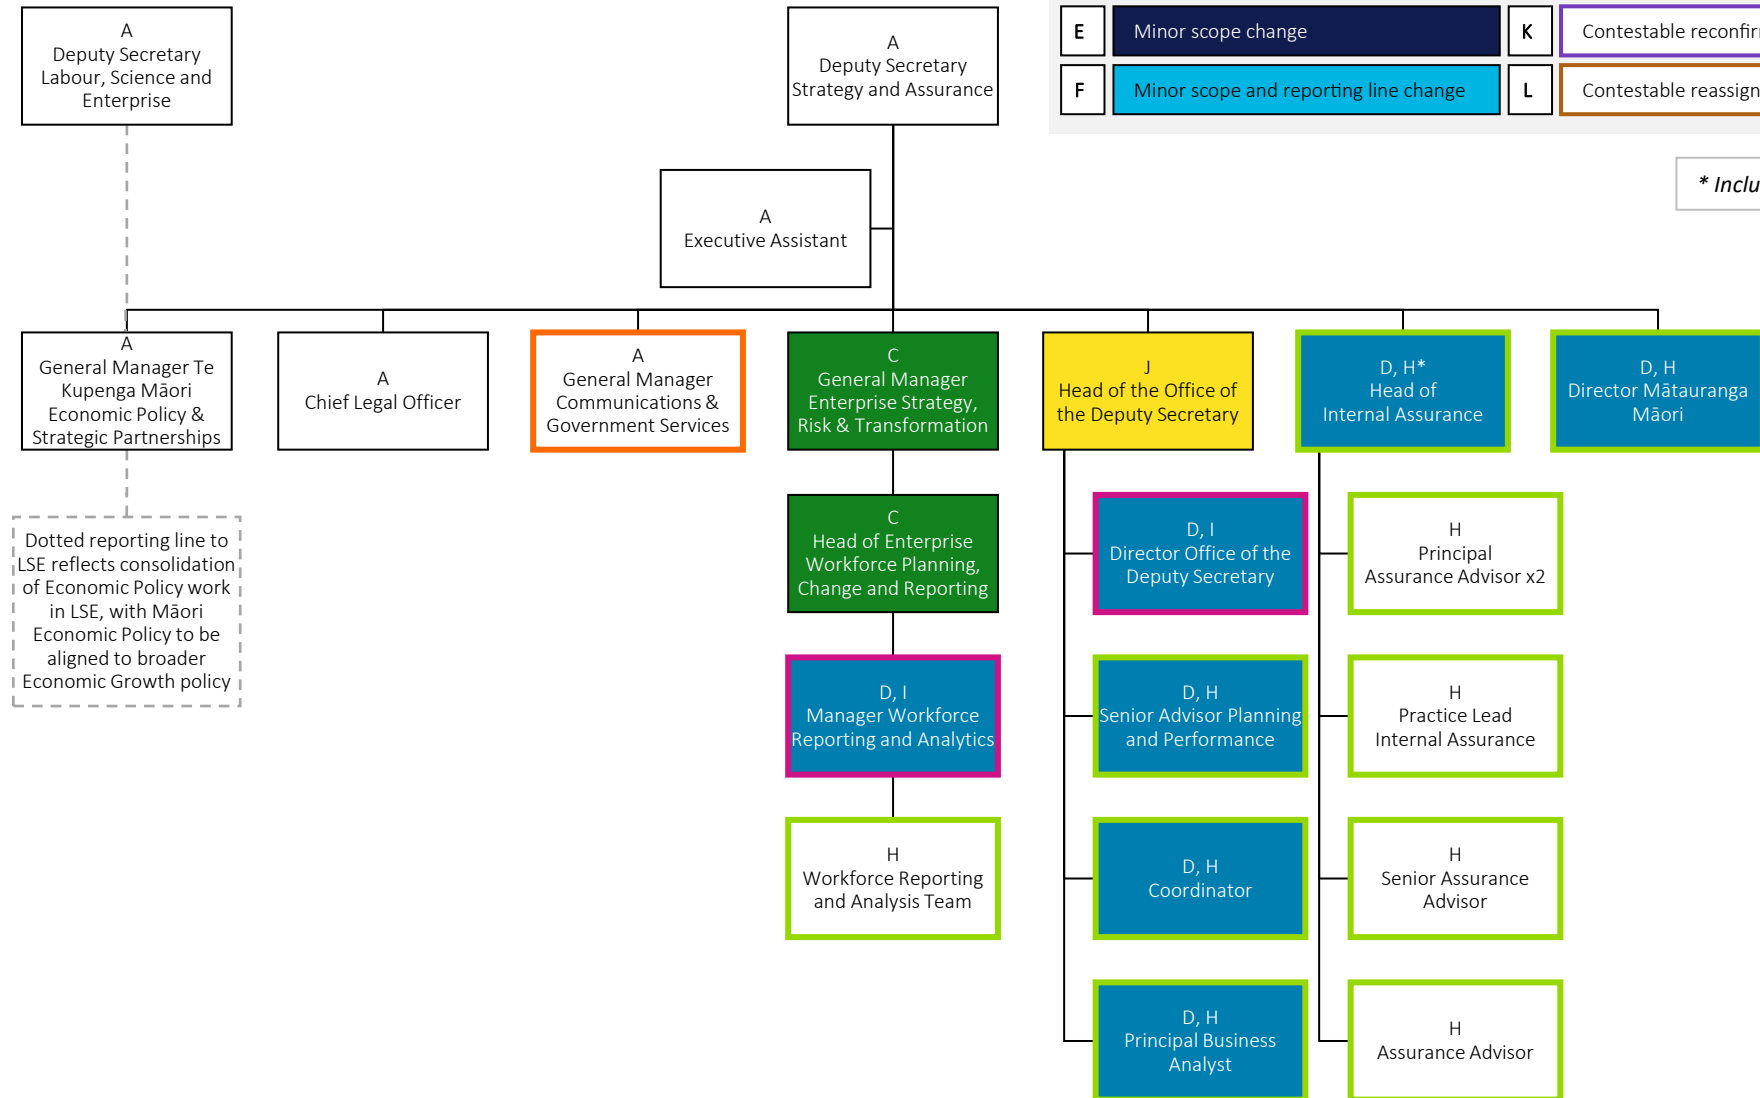 A
Deputy Secretary
Labour, Science and
Enterprise
A
Deputy Secretary
Strategy and Assurance
E
Minor scope change
K
Contestable
F
Minor scope and reporting line change
L
Contestable
*
A
Executive Assistant
A
General Manager Te
Kupenga Māori
Economic Policy &
Strategic Partnerships
A
Chief Legal Officer
A
General Manager
Communications &
Government Services
C
General Manager
Enterprise Strategy,
Risk & Transformation
J
Head of the Office of
the Deputy Secretary
D, H*
Head of
Internal Assurance
D, H
Director Mātauranga
Māori
Dotted reporting line to
LSE reflects consolidation
of Economic Policy work
in LSE, with Māori
Economic Policy to be
aligned to broader
Economic Growth policy
C
Head of Enterprise
Workforce Planning,
Change and Reporting
D, I
Manager Workforce
Reporting and Analytics
H
Workforce Reporting
and Analysis Team
D, I
Director Office of the
Deputy Secretary
D, H
Senior Advisor Planning
and Performance
D, H
Coordinator
D, H
Principal Business
Analyst
H
Principal
Assurance Advisor x2
H
Practice Lead
Internal Assurance
H
Senior Assurance
Advisor
H
Assurance Advisor